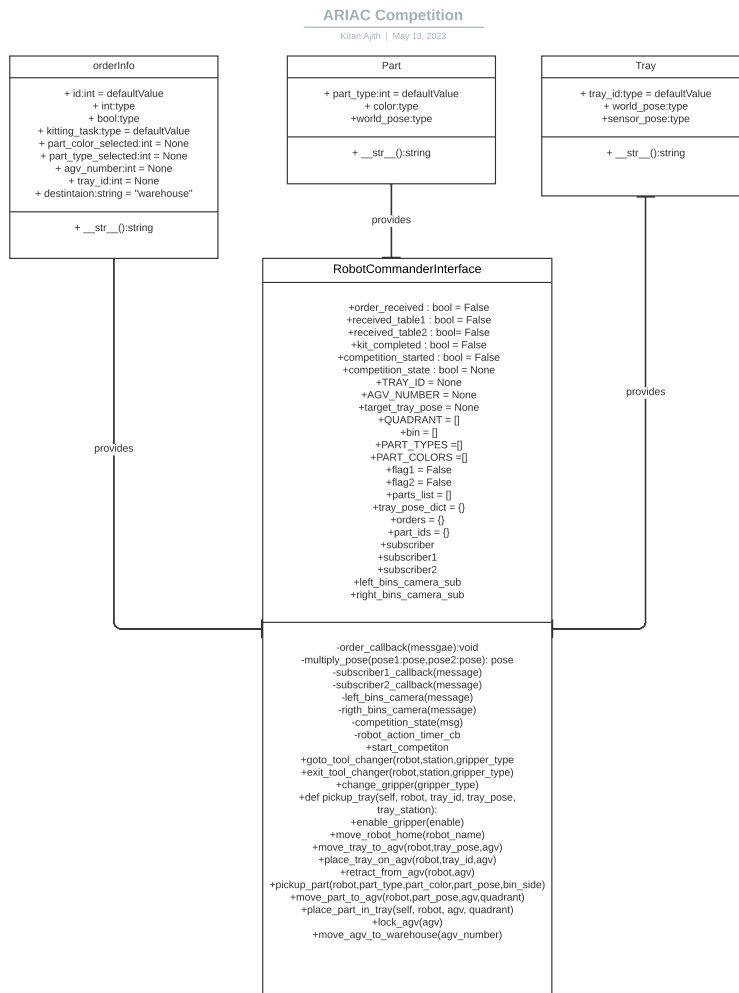 ARIAC Competition
Kiran Ajith | May 13, 2023
orderInfo
+ id:int = defaultValue
+ int:type
+ bool:type
+ kitting_task:type = defaultValue
+ part_color_selected:int = None
+ part_type_selected:int = None
+ agv_number:int = None
+ tray_id:int = None
+ destintaion:string = "warehouse"
+ __str__():string
Part
+ part_type:int = defaultValue
+ color:type
+world_pose:type
+ __str__():string
Tray
+ tray_id:type = defaultValue
+ world_pose:type
+sensor_pose:type
+ __str__():string
provides
provides
provides
RobotCommanderInterface
+order_received : bool = False
+received_table1 : bool = False
+received_table2 : bool= False
+kit_completed : bool = False
+competition_started : bool = False
+competition_state : bool = None
+TRAY_ID = None
+AGV_NUMBER = None
+target_tray_pose = None
+QUADRANT = []
+bin = []
+PART_TYPES =[]
+PART_COLORS =[]
+flag1 = False
+flag2 = False
+parts_list = []
+tray_pose_dict = {}
+orders = {}
+part_ids = {}
+subscriber
+subscriber1
+subscriber2
+left_bins_camera_sub
+right_bins_camera_sub
-order_callback(messgae):void
-multiply_pose(pose1:pose,pose2:pose): pose
-subscriber1_callback(message)
-subscriber2_callback(message)
-left_bins_camera(message)
-rigth_bins_camera(message)
-competition_state(msg)
-robot_action_timer_cb
+start_competiton
+goto_tool_changer(robot,station,gripper_type
+exit_tool_changer(robot,station,gripper_type)
+change_gripper(gripper_type)
+def pickup_tray(self, robot, tray_id, tray_pose,
tray_station):
+enable_gripper(enable)
+move_robot_home(robot_name)
+move_tray_to_agv(robot,tray_pose,agv)
+place_tray_on_agv(robot,tray_id,agv)
+retract_from_agv(robot,agv)
+pickup_part(robot,part_type,part_color,part_pose,bin_side)
+move_part_to_agv(robot,part_pose,agv,quadrant)
+place_part_in_tray(self, robot, agv, quadrant)
+lock_agv(agv)
+move_agv_to_warehouse(agv_number)